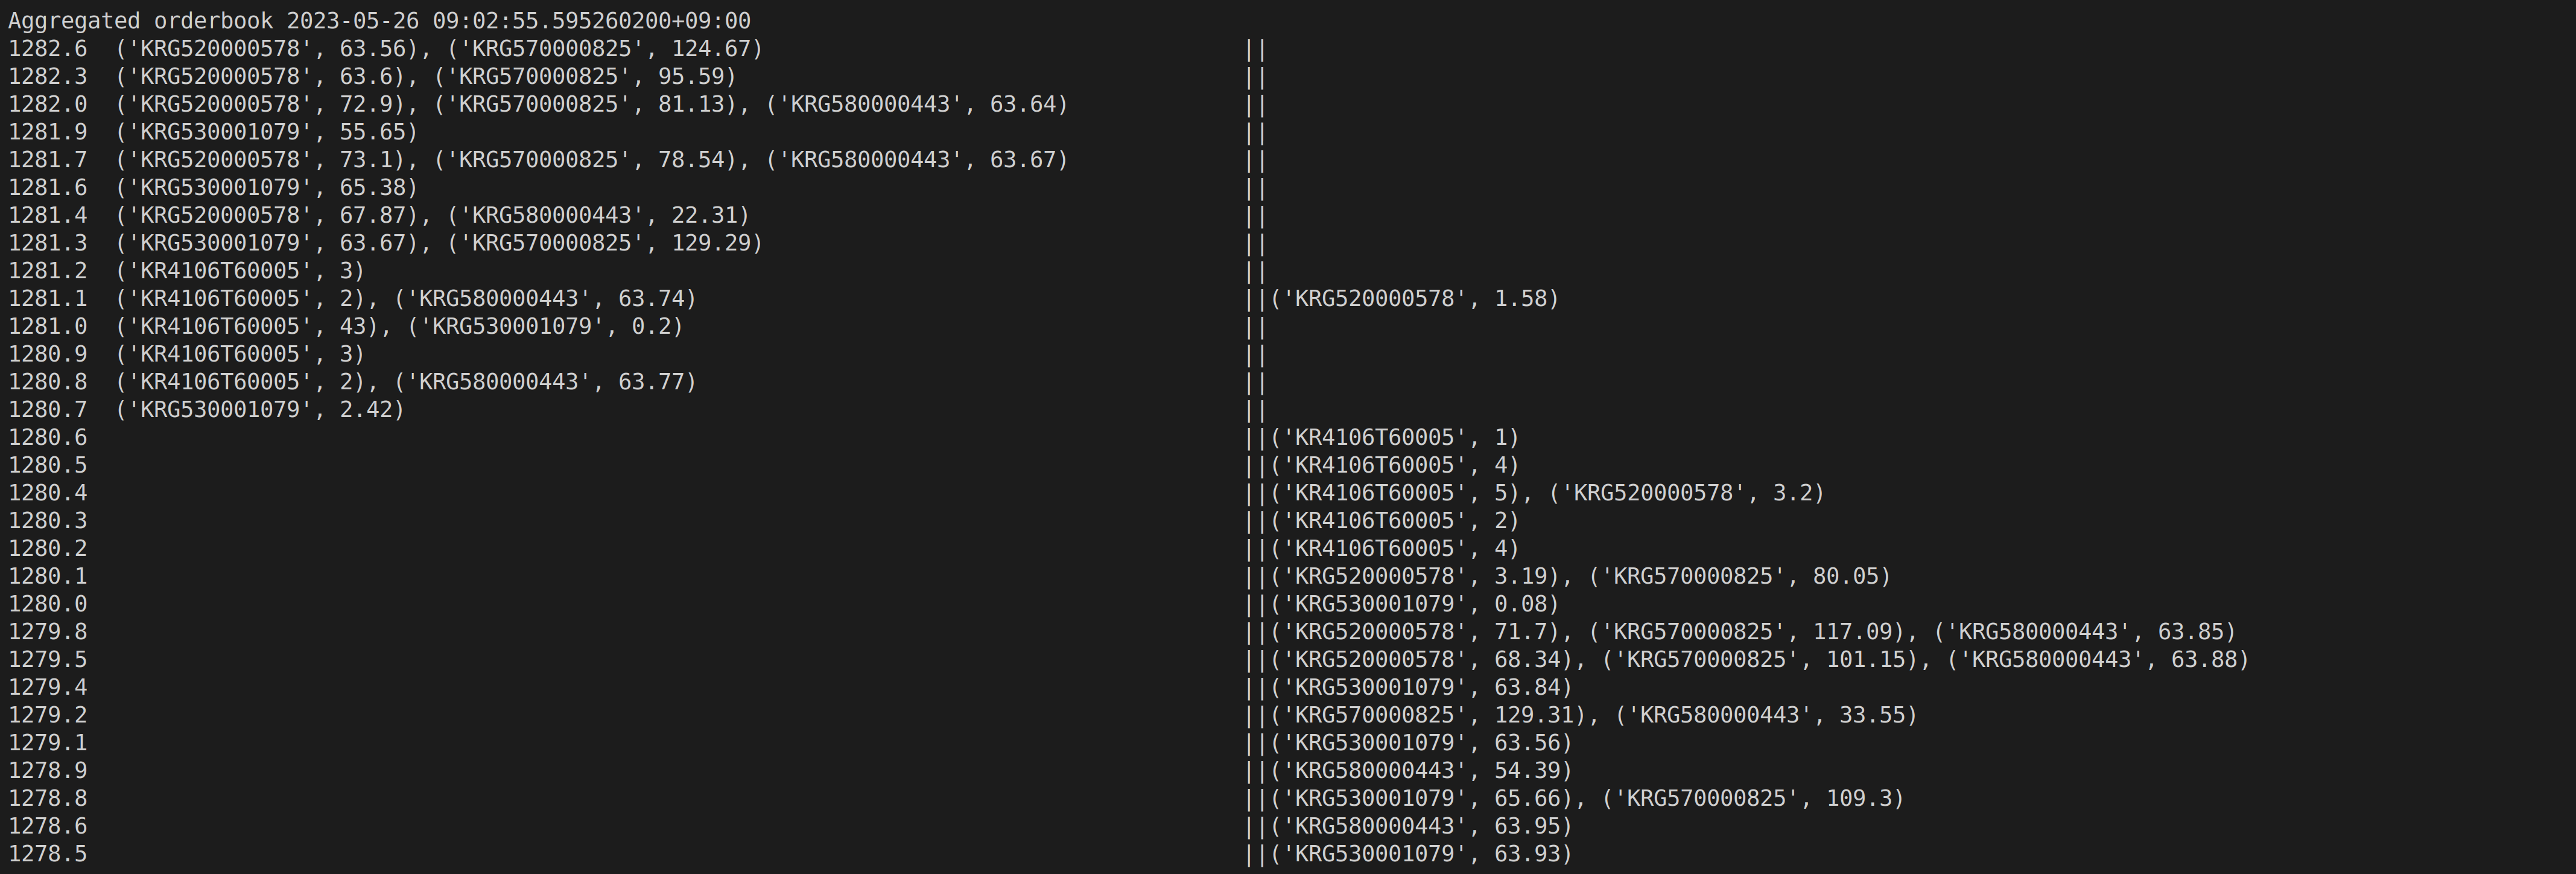 Aggregated orderbook 2023-05-26 09:02:55.595260200+09:00
1282.6  ('KRG520000578', 63.56), ('KRG570000825', 124.67) ||
1282.3  ('KRG520000578', 63.6), ('KRG570000825', 95.59) ||
1282.0  ('KRG520000578', 72.9), ('KRG570000825', 81.13), ('KRG580000443', 63.64) ||
1281.9  ('KRG530001079', 55.65) ||
1281.7  ('KRG520000578', 73.1), ('KRG570000825', 78.54), ('KRG580000443', 63.67) ||
1281.6  ('KRG530001079', 65.38) ||
1281.4  ('KRG520000578', 67.87), ('KRG580000443', 22.31) ||
1281.3  ('KRG530001079', 63.67), ('KRG570000825', 129.29) ||
1281.2  ('KR4106T60005', 3) ||
1281.1  ('KR4106T60005', 2), ('KRG580000443', 63.74) ||('KRG520000578', 1.58)
1281.0  ('KR4106T60005', 43), ('KRG530001079', 0.2) ||
1280.9  ('KR4106T60005', 3) ||
1280.8  ('KR4106T60005', 2), ('KRG580000443', 63.77) ||
1280.7  ('KRG530001079', 2.42) ||
1280.6 ||('KR4106T60005', 1)
1280.5 ||('KR4106T60005', 4)
1280.4 ||('KR4106T60005', 5), ('KRG520000578', 3.2)
1280.3 ||('KR4106T60005', 2)
1280.2 ||('KR4106T60005', 4)
1280.1 ||('KRG520000578', 3.19), ('KRG570000825', 80.05)
1280.0 ||('KRG530001079', 0.08)
1279.8 ||('KRG520000578', 71.7), ('KRG570000825', 117.09), ('KRG580000443', 63.85)
1279.5 ||('KRG520000578', 68.34), ('KRG570000825', 101.15), ('KRG580000443', 63.88)
1279.4 ||('KRG530001079', 63.84)
1279.2 ||('KRG570000825', 129.31), ('KRG580000443', 33.55)
1279.1 ||('KRG530001079', 63.56)
1278.9 ||('KRG580000443', 54.39)
1278.8 ||('KRG530001079', 65.66), ('KRG570000825', 109.3)
1278.6 ||('KRG580000443', 63.95)
1278.5 ||('KRG530001079', 63.93)